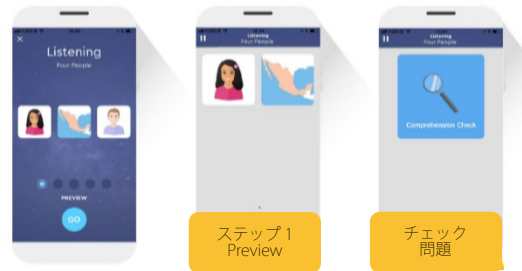 Listening
Four People
PREVIEW
GO
Listening
Four People
ステップ1
Preview
Listening
Four People
Comprehension Check
チェック
問題